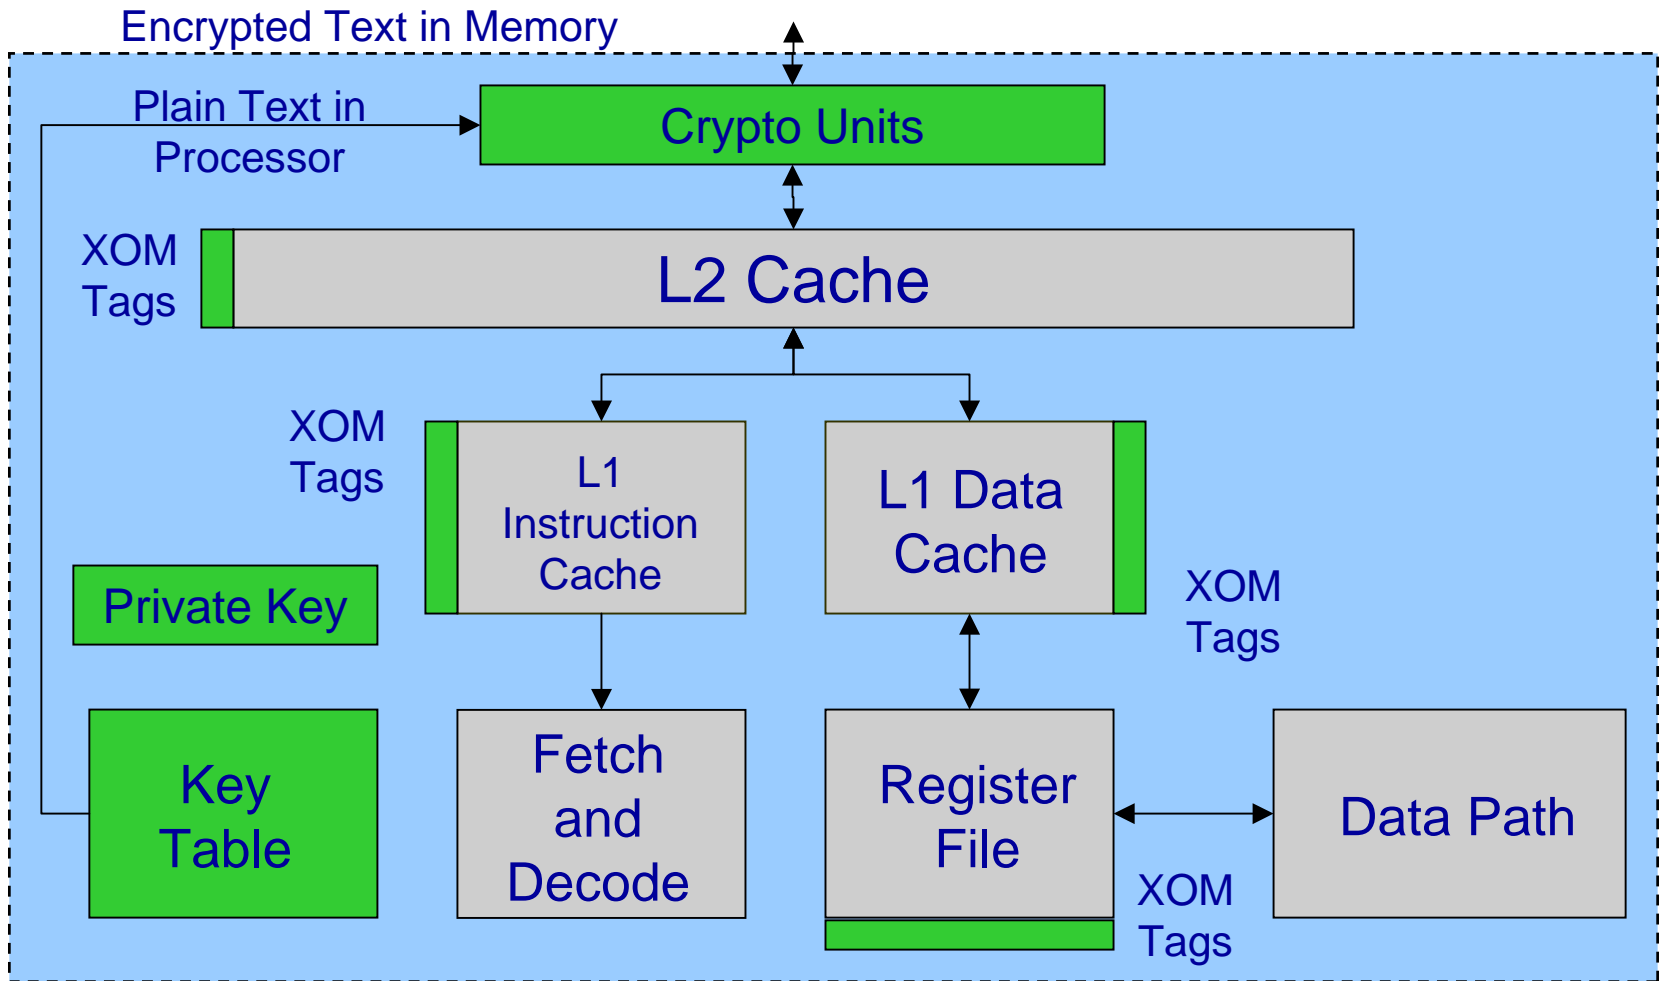 Encrypted Text in Memory
Plain Text in
Processor
Crypto Units
XOM
Tags
L2 Cache
XOM
Tags
L1
Instruction
Cache
L1 Data
Cache
XOM
Tags
Private Key
Key
Table
Fetch
and
Decode
Register
File
Data Path
XOM
Tags